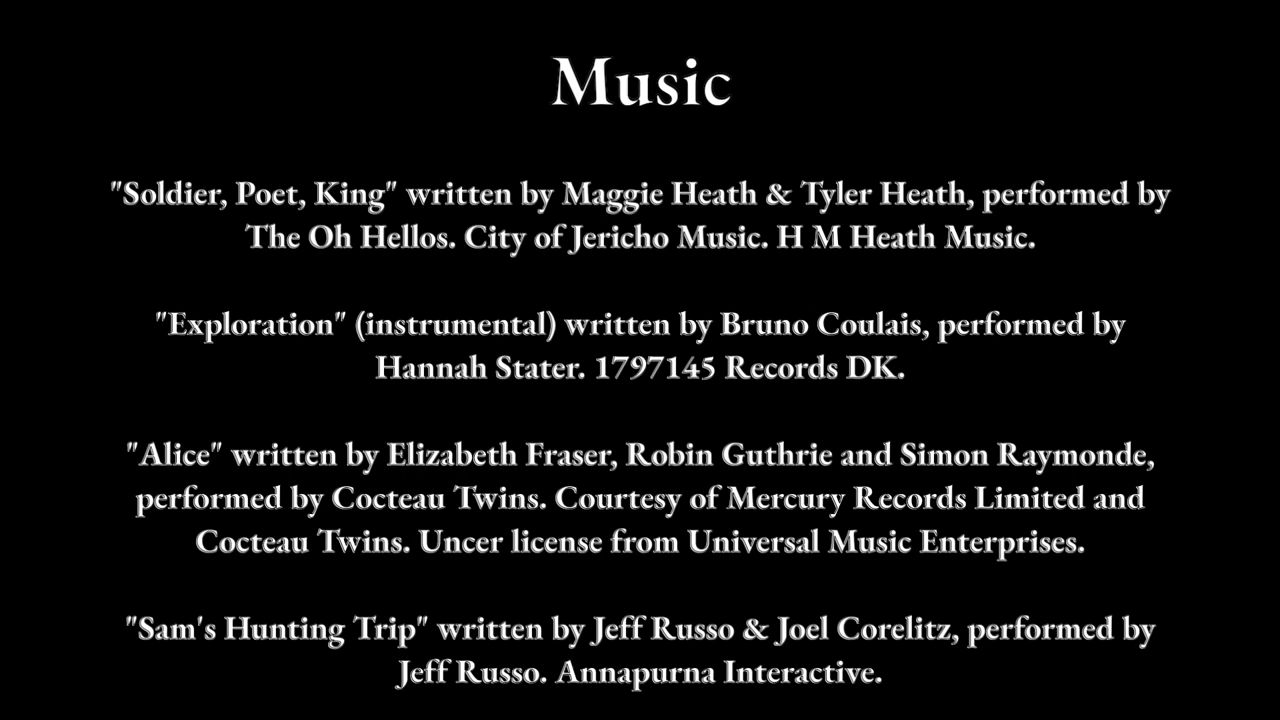 Music
"Soldier, Poet, King" written by Maggie Heath & Tyler Heath, performed by
The Oh Hellos. City of Jericho Music. H M Heath Music.
"Exploration" (instrumental) written by Bruno Coulais, performed by
Hannah Stater. 1797145 Records DK.
"Alice" written by Elizabeth Fraser, Robin Guthrie and Simon Raymonde,
performed by Cocteau Twins. Courtesy of Mercury Records Limited and
Cocteau Twins. Uncer license from Universal Music Enterprises.
"Sam's Hunting Trip" written by Jeff Russo & Joel Corelitz, performed by
Jeff Russo. Annapurna Interactive.